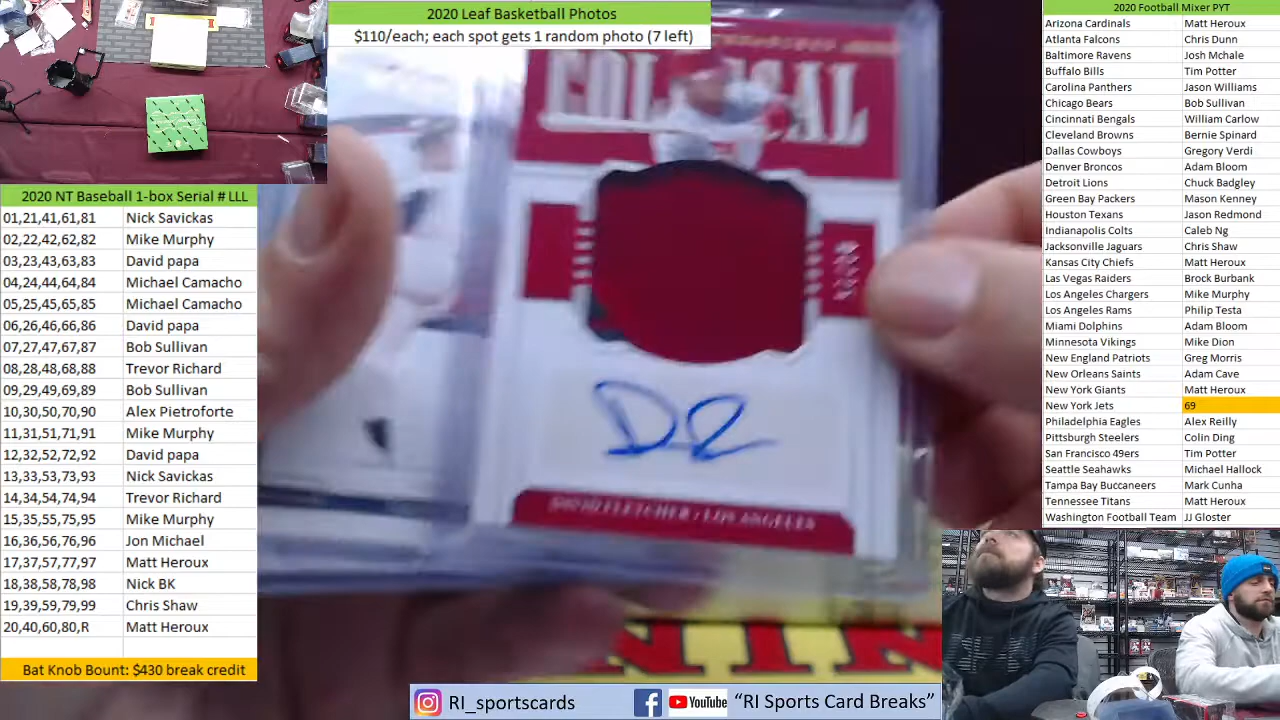 2020 Leaf Basketball Photos
$110/each; each spot gets 1 random photo (7 left)
2020 NT Baseball 1-box Serial # LLL
01,21,41,61,81 Nick Savickas
02,22,42,62,82 Mike Murphy
03,23,43,63,83 David papa
04,24,44,64,84 Michael Camacho
05,25,45,65,85 Michael Camacho
06,26,46,66,86 David papa
07,27,47,67,87 Bob Sullivan
08,28,48,68,88 Trevor Richard
09,29,49,69,89 Bob Sullivan
10,30,50,70,90 Alex Pietroforte
11,31,51,71,91 Mike Murphy
12,32,52,72,92 David papa
13,33,53,73,93 Nick Savickas
14,34,54,74,94 Trevor Richard
15,35,55,75,95 Mike Murphy
16,36,56,76,96 Jon Michael
17,37,57,77,97 Matt Heroux
18,38,58,78,98 Nick BK
19,39,59,79,99 Chris Shaw
20,40,60,80,R Matt Heroux
Bat Knob Bount: $430 break credit
DAVID FLETCHER • LOS ANGELES
RI_sportscards
YouTube
"RI Sports Card Breaks"
2020 Football Mixer PYT
Arizona Cardinals Matt Heroux
Atlanta Falcons Chris Dunn
Baltimore Ravens Josh Mchale
Buffalo Bills Tim Potter
Carolina Panthers Jason Williams
Chicago Bears Bob Sullivan
Cincinnati Bengals William Carlow
Cleveland Browns Bernie Spinard
Dallas Cowboys Gregory Verdi
Denver Broncos Adam Bloom
Detroit Lions Chuck Badgley
Green Bay Packers Mason Kenney
Houston Texans Jason Redmond
Indianapolis Colts Caleb Ng
Jacksonville Jaguars Chris Shaw
Kansas City Chiefs Matt Heroux
Las Vegas Raiders Brock Burbank
Los Angeles Chargers Mike Murphy
Los Angeles Rams Philip Testa
Miami Dolphins Adam Bloom
Minnesota Vikings Mike Dion
New England Patriots Greg Morris
New Orleans Saints Adam Cave
New York Giants Matt Heroux
New York Jets 69
Philadelphia Eagles Alex Reilly
Pittsburgh Steelers Colin Ding
San Francisco 49ers Tim Potter
Seattle Seahawks Michael Hallock
Tampa Bay Buccaneers Mark Cunha
Tennessee Titans Matt Heroux
Washington Football Team JJ Gloster